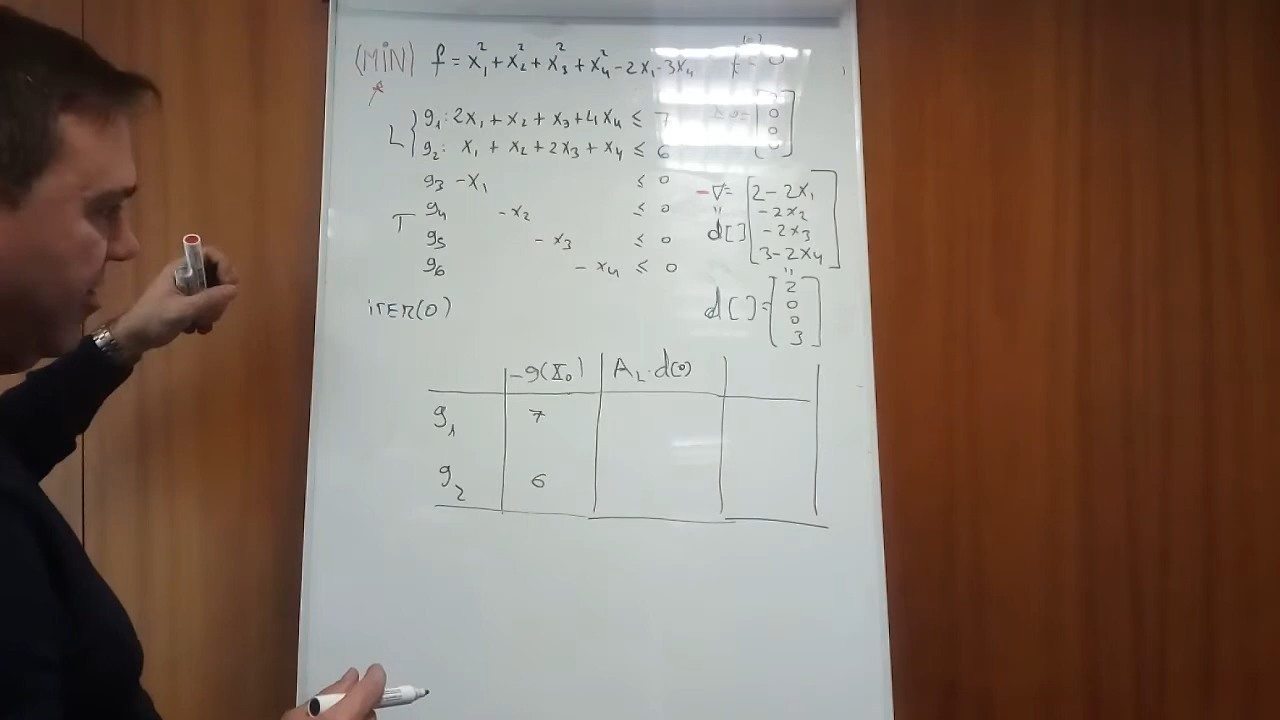 (MIN) f = x₁² + x₂² + x₃² + x₄² - 2x₁ - 3x₄
L { g₁: 2x₁ + x₂ + x₃ + 4x₄ ≤ 7
g₂: x₁ + x₂ + 2x₃ + x₄ ≤ 6
g₃ -x₁ ≤ 0
T g₄ -x₂ ≤ 0
g₅ -x₃ ≤ 0
g₆ -x₄ ≤ 0
-∇ = [2 - 2x₁
-2x₂
d[ ] -2x₃
3 - 2x₄]
iTER(0)
d[ ] = [2
0
0
3]
-g(X₀) A_L · d(0)
g₁ 7
g₂ 6